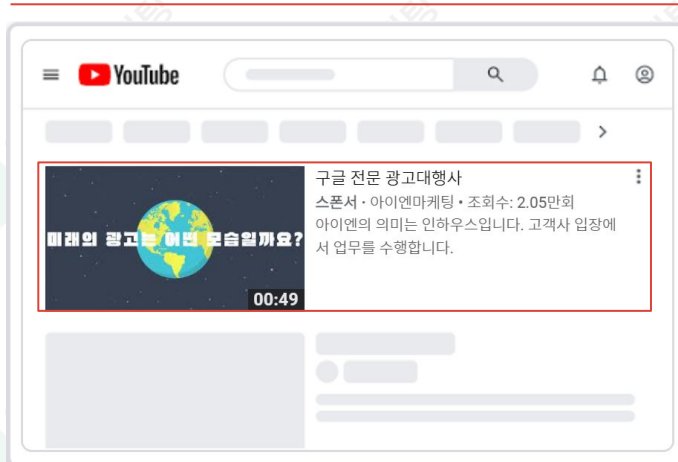 YouTube
구글 전문 광고대행사
스폰서 · 아이엔마케팅 • 조회수: 2.05만회
아이엔의 의미는 인하우스입니다. 고객사 입장에
서 업무를 수행합니다.
미래의 광고는 어떤 모습일까요?
00:49